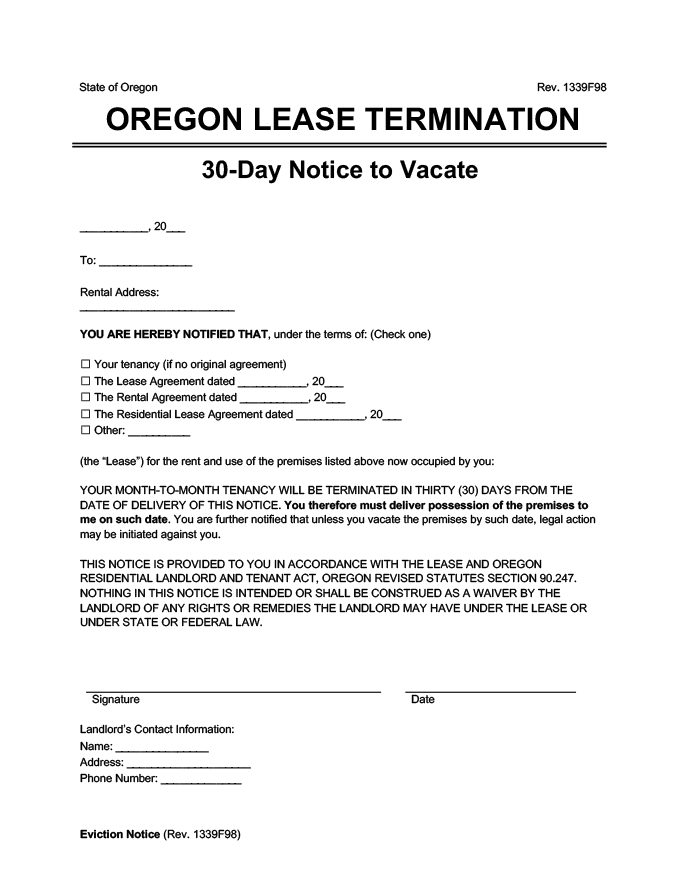 State of Oregon Rev. 1339F98
OREGON LEASE TERMINATION
30-Day Notice to Vacate
___________, 20___
To: _______________
Rental Address:
_________________________
YOU ARE HEREBY NOTIFIED THAT, under the terms of: (Check one)
☐ Your tenancy (if no original agreement)
☐ The Lease Agreement dated ___________, 20___
☐ The Rental Agreement dated ___________, 20___
☐ The Residential Lease Agreement dated ___________, 20___
☐ Other: __________
(the “Lease”) for the rent and use of the premises listed above now occupied by you:
YOUR MONTH-TO-MONTH TENANCY WILL BE TERMINATED IN THIRTY (30) DAYS FROM THE
DATE OF DELIVERY OF THIS NOTICE. You therefore must deliver possession of the premises to
me on such date. You are further notified that unless you vacate the premises by such date, legal action
may be initiated against you.
THIS NOTICE IS PROVIDED TO YOU IN ACCORDANCE WITH THE LEASE AND OREGON
RESIDENTIAL LANDLORD AND TENANT ACT, OREGON REVISED STATUTES SECTION 90.247.
NOTHING IN THIS NOTICE IS INTENDED OR SHALL BE CONSTRUED AS A WAIVER BY THE
LANDLORD OF ANY RIGHTS OR REMEDIES THE LANDLORD MAY HAVE UNDER THE LEASE OR
UNDER STATE OR FEDERAL LAW.
Signature Date
Landlord’s Contact Information:
Name: _______________
Address: ____________________
Phone Number: _____________
Eviction Notice (Rev. 1339F98)